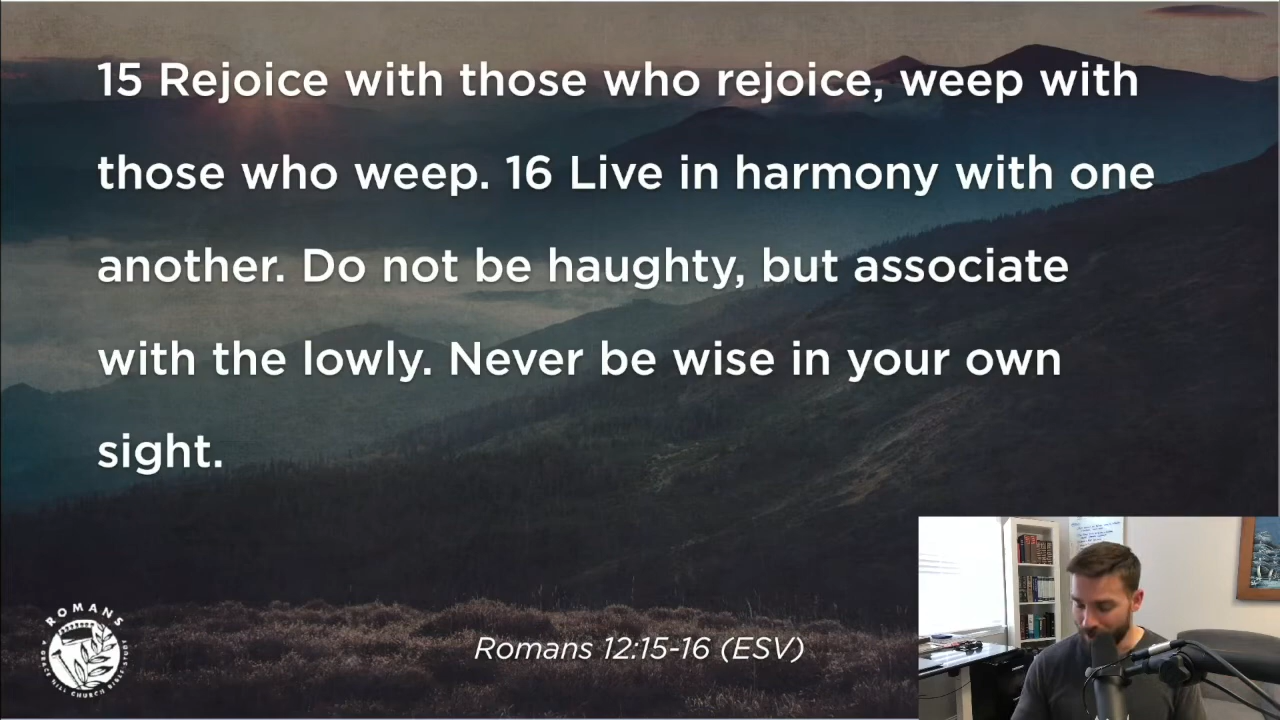 15 Rejoice with those who rejoice, weep with
those who weep. 16 Live in harmony with one
another. Do not be haughty, but associate
with the lowly. Never be wise in your own
sight.
Romans 12:15-16 (ESV)
ROMANS